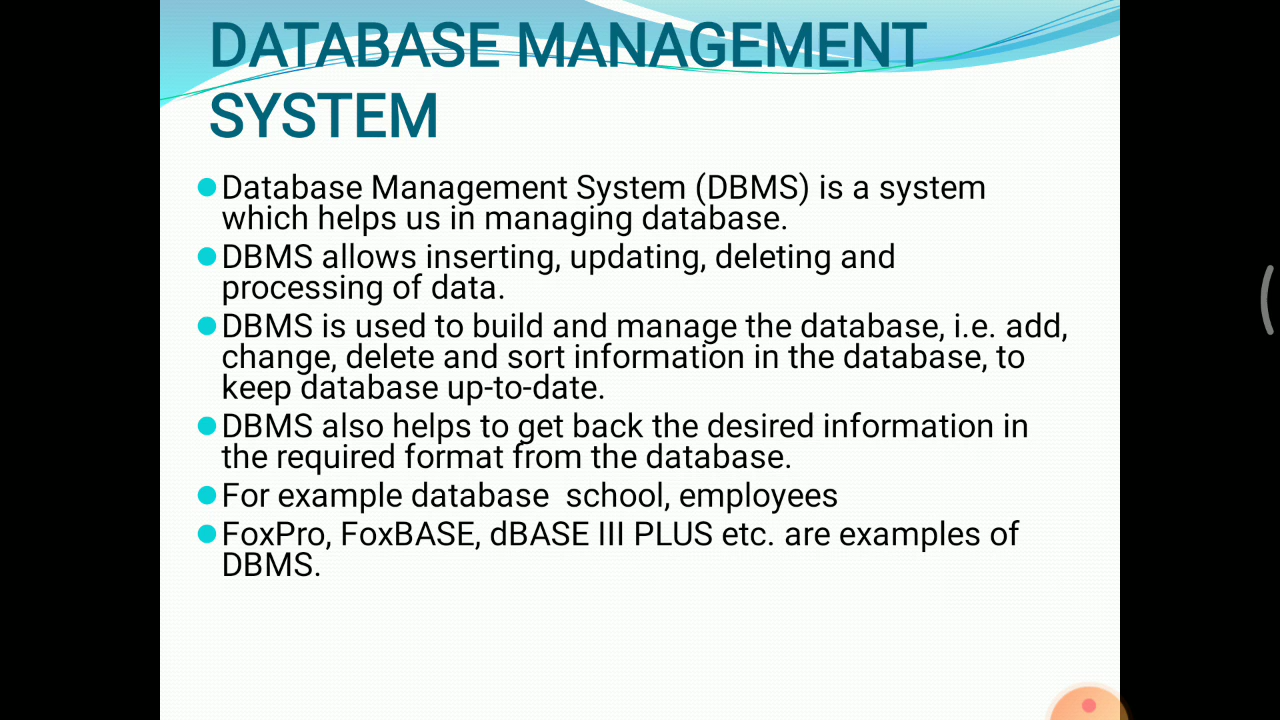 DATABASE MANAGEMENT
SYSTEM
Database Management System (DBMS) is a system
which helps us in managing database.
DBMS allows inserting, updating, deleting and
processing of data.
DBMS is used to build and manage the database, i.e. add,
change, delete and sort information in the database, to
keep database up-to-date.
DBMS also helps to get back the desired information in
the required format from the database.
For example database  school, employees
FoxPro, FoxBASE, dBASE III PLUS etc. are examples of
DBMS.